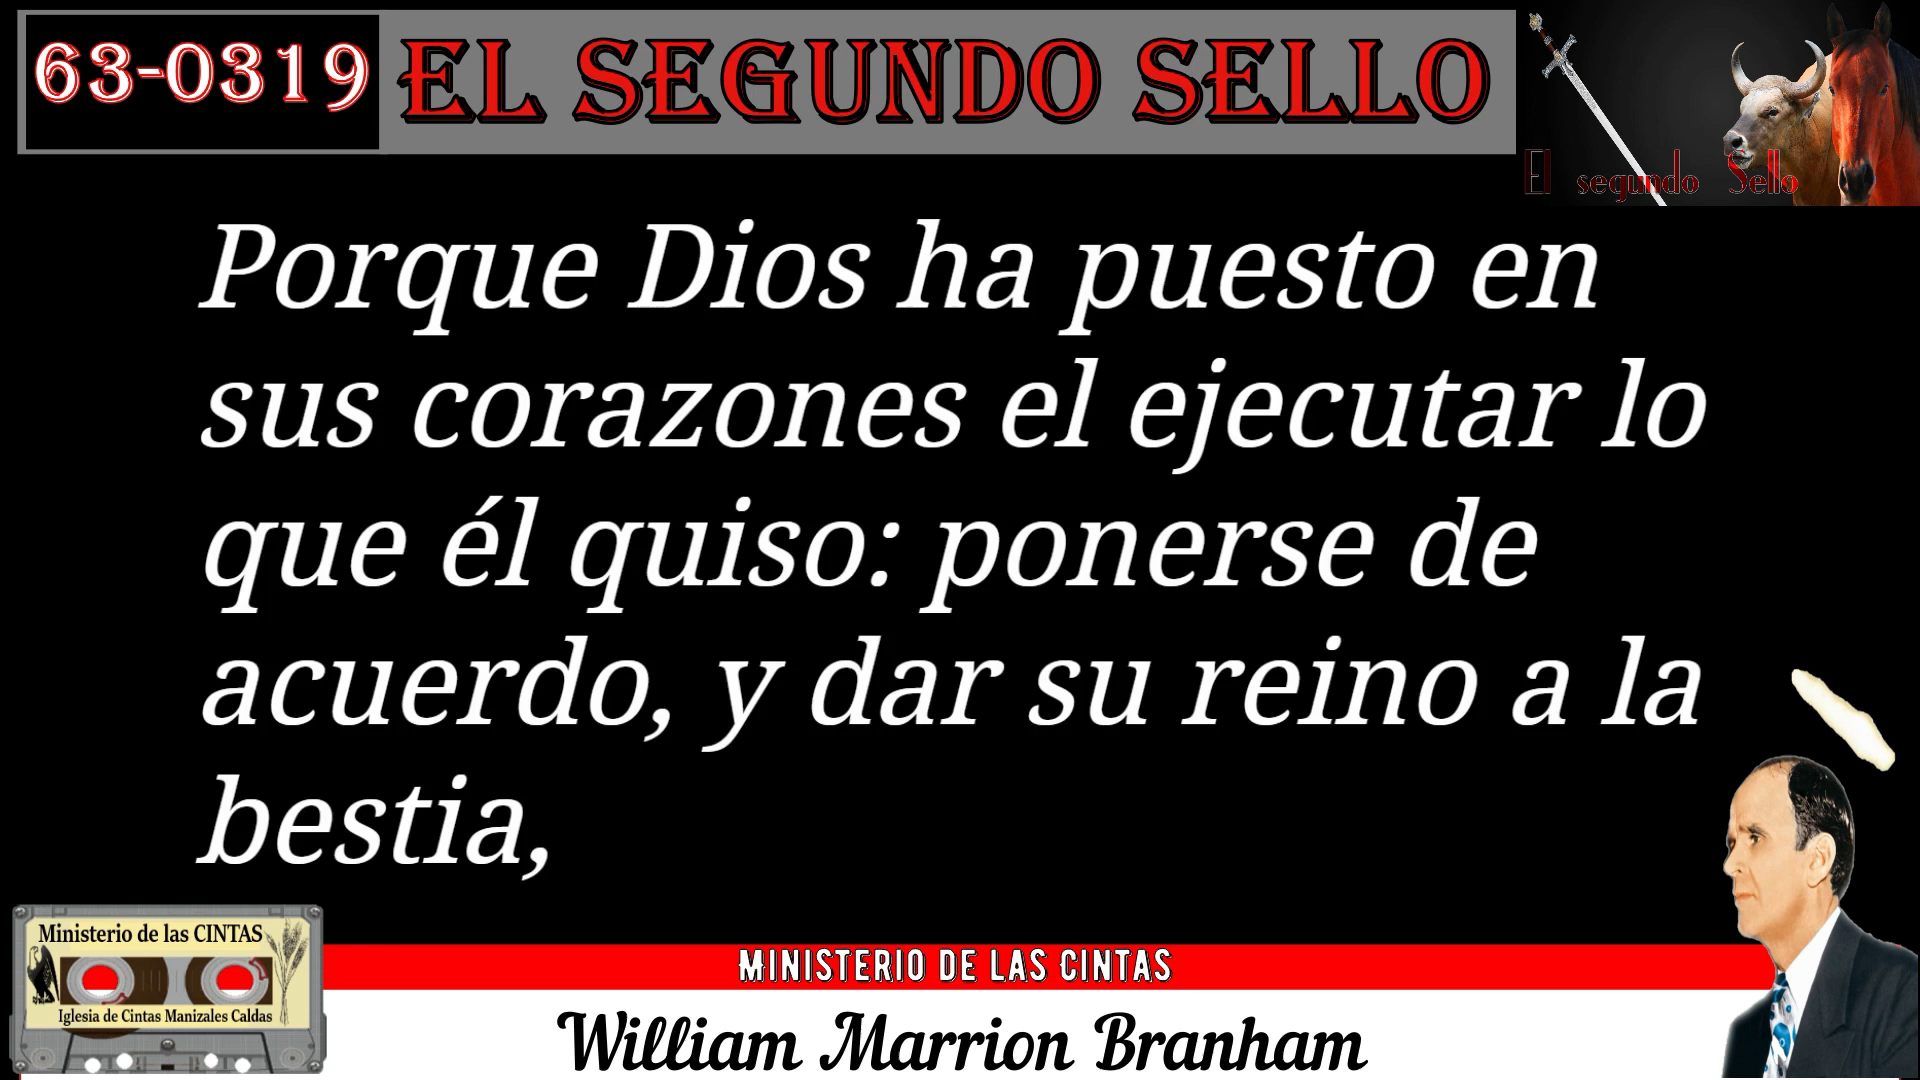 63-0319 EL SEGUNDO SELLO
El segundo Sello
Porque Dios ha puesto en
sus corazones el ejecutar lo
que él quiso: ponerse de
acuerdo, y dar su reino a la
bestia,
Ministerio de las CINTAS
Iglesia de Cintas Manizales Caldas
MINISTERIO DE LAS CINTAS
William Marrion Branham